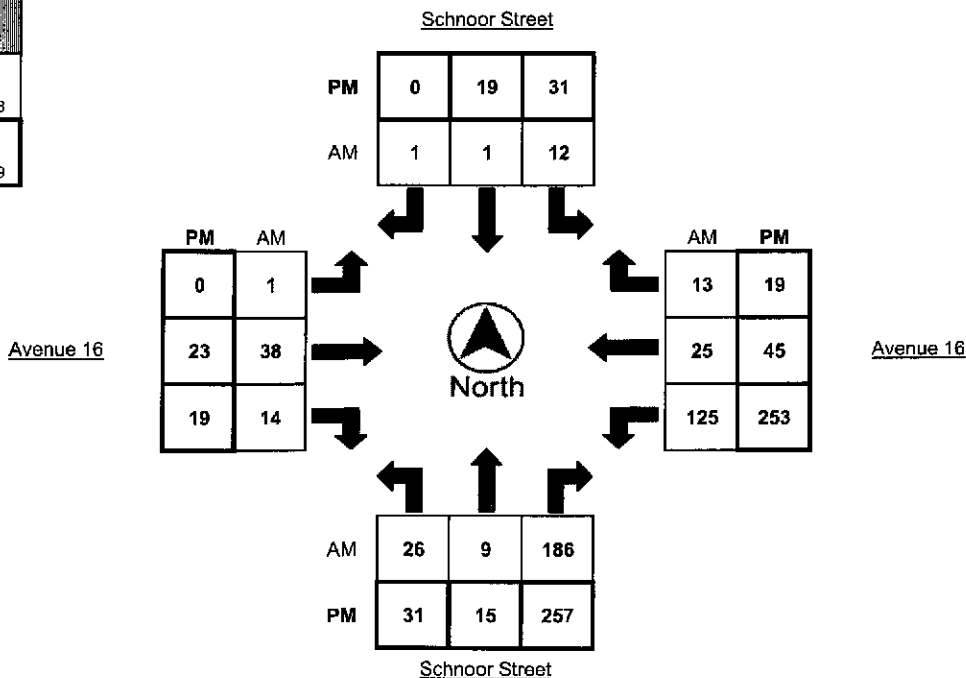 Schnoor Street
PM 0 19 31
AM 1 1 12
8
9
PM AM
0 1
23 38
19 14
Avenue 16
North
AM PM
13 19
25 45
125 253
Avenue 16
AM 26 9 186
PM 31 15 257
Schnoor Street